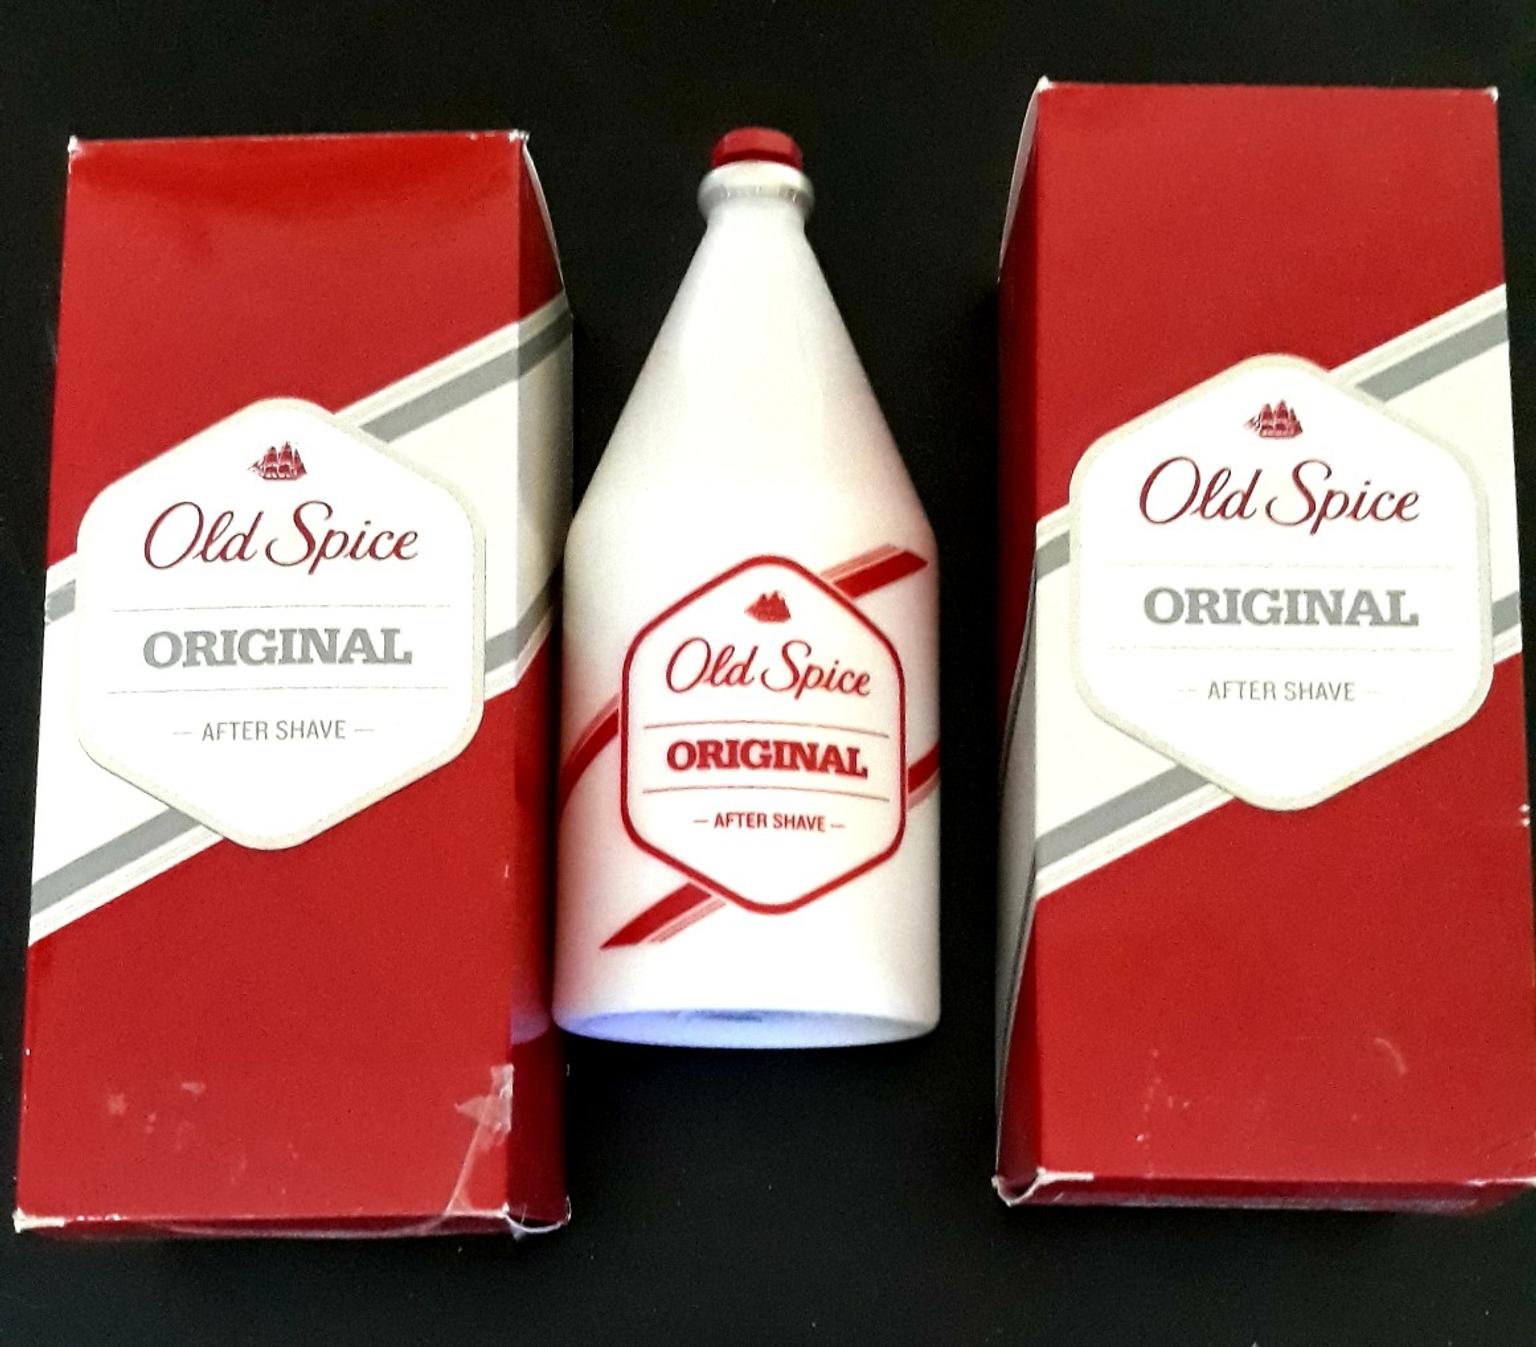 Old Spice
ORIGINAL
— AFTER SHAVE —
Old Spice
ORIGINAL
— AFTER SHAVE —
Old Spice
ORIGINAL
— AFTER SHAVE —